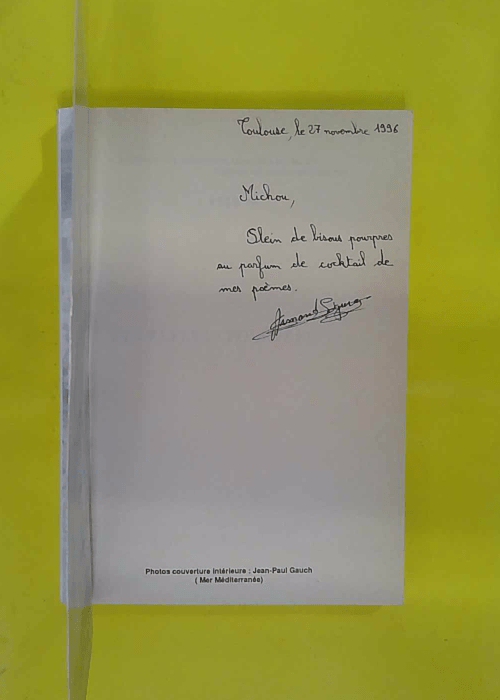 Toulouse, le 27 novembre 1996
Michou,
Plein de bisous pourpres
au parfum de cocktail de
mes poèmes.
Photos couverture intérieure : Jean-Paul Gauch
( Mer Méditerranée)